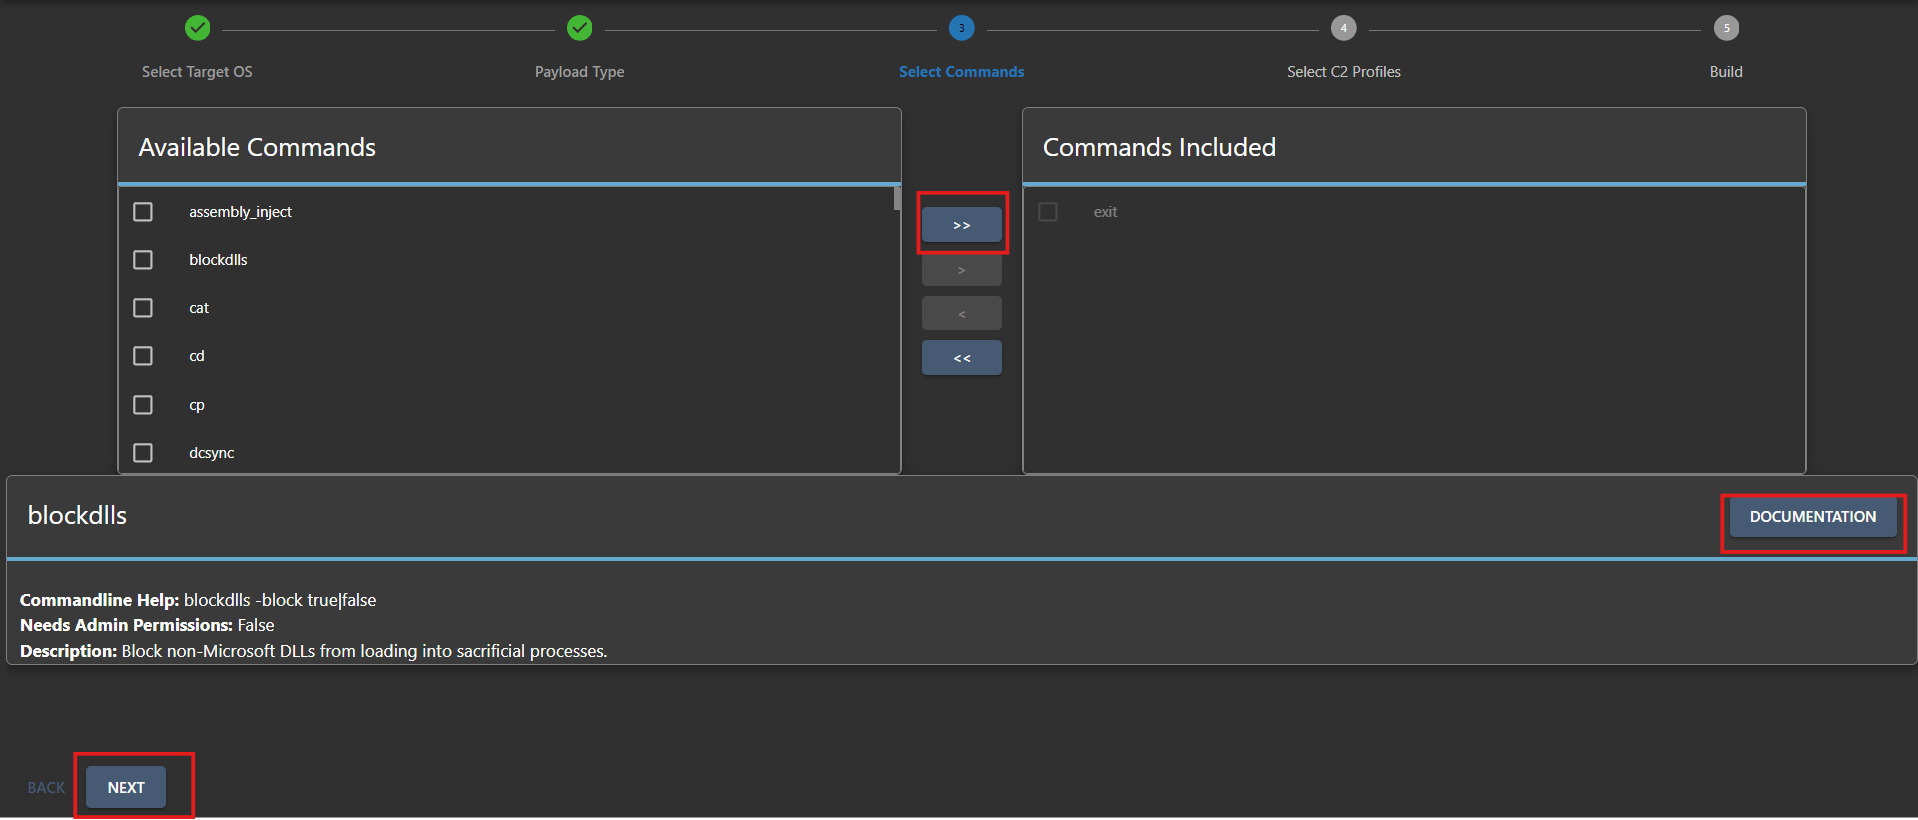 3
4
5
Select Target OS
Payload Type
Select Commands
Select C2 Profiles
Build
Available Commands
assembly_inject
blockdlls
cat
cd
cp
dcsync
>>
>
<
<<
Commands Included
exit
blockdlls
DOCUMENTATION
Commandline Help: blockdlls -block true|false
Needs Admin Permissions: False
Description: Block non-Microsoft DLLs from loading into sacrificial processes.
BACK
NEXT